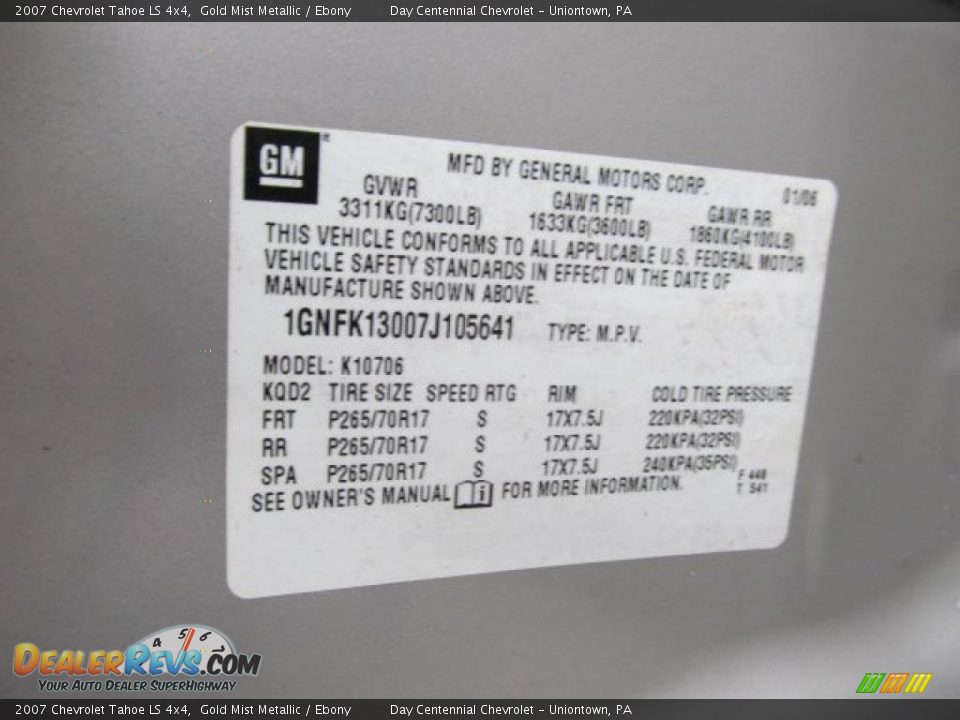 2007 Chevrolet Tahoe LS 4x4, Gold Mist Metallic / Ebony Day Centennial Chevrolet - Uniontown, PA
GM
MFD BY GENERAL MOTORS CORP. 01/06
GVWR GAWR FRT GAWR RR
3311KG(7300LB) 1633KG(3600LB) 1860KG(4100LB)
THIS VEHICLE CONFORMS TO ALL APPLICABLE U.S. FEDERAL MOTOR
VEHICLE SAFETY STANDARDS IN EFFECT ON THE DATE OF
MANUFACTURE SHOWN ABOVE.
1GNFK13007J105641 TYPE: M.P.V.
MODEL: K10706
KQD2 TIRE SIZE SPEED RTG RIM COLD TIRE PRESSURE
FRT P265/70R17 S 17X7.5J 220KPA(32PSI)
RR P265/70R17 S 17X7.5J 220KPA(32PSI)
SPA P265/70R17 S 17X7.5J 240KPA(35PSI)
F 448
T 541
SEE OWNER'S MANUAL i FOR MORE INFORMATION.
4 5 6 7
DEALERREVS.COM
YOUR AUTO DEALER SUPERHIGHWAY
2007 Chevrolet Tahoe LS 4x4, Gold Mist Metallic / Ebony Day Centennial Chevrolet - Uniontown, PA